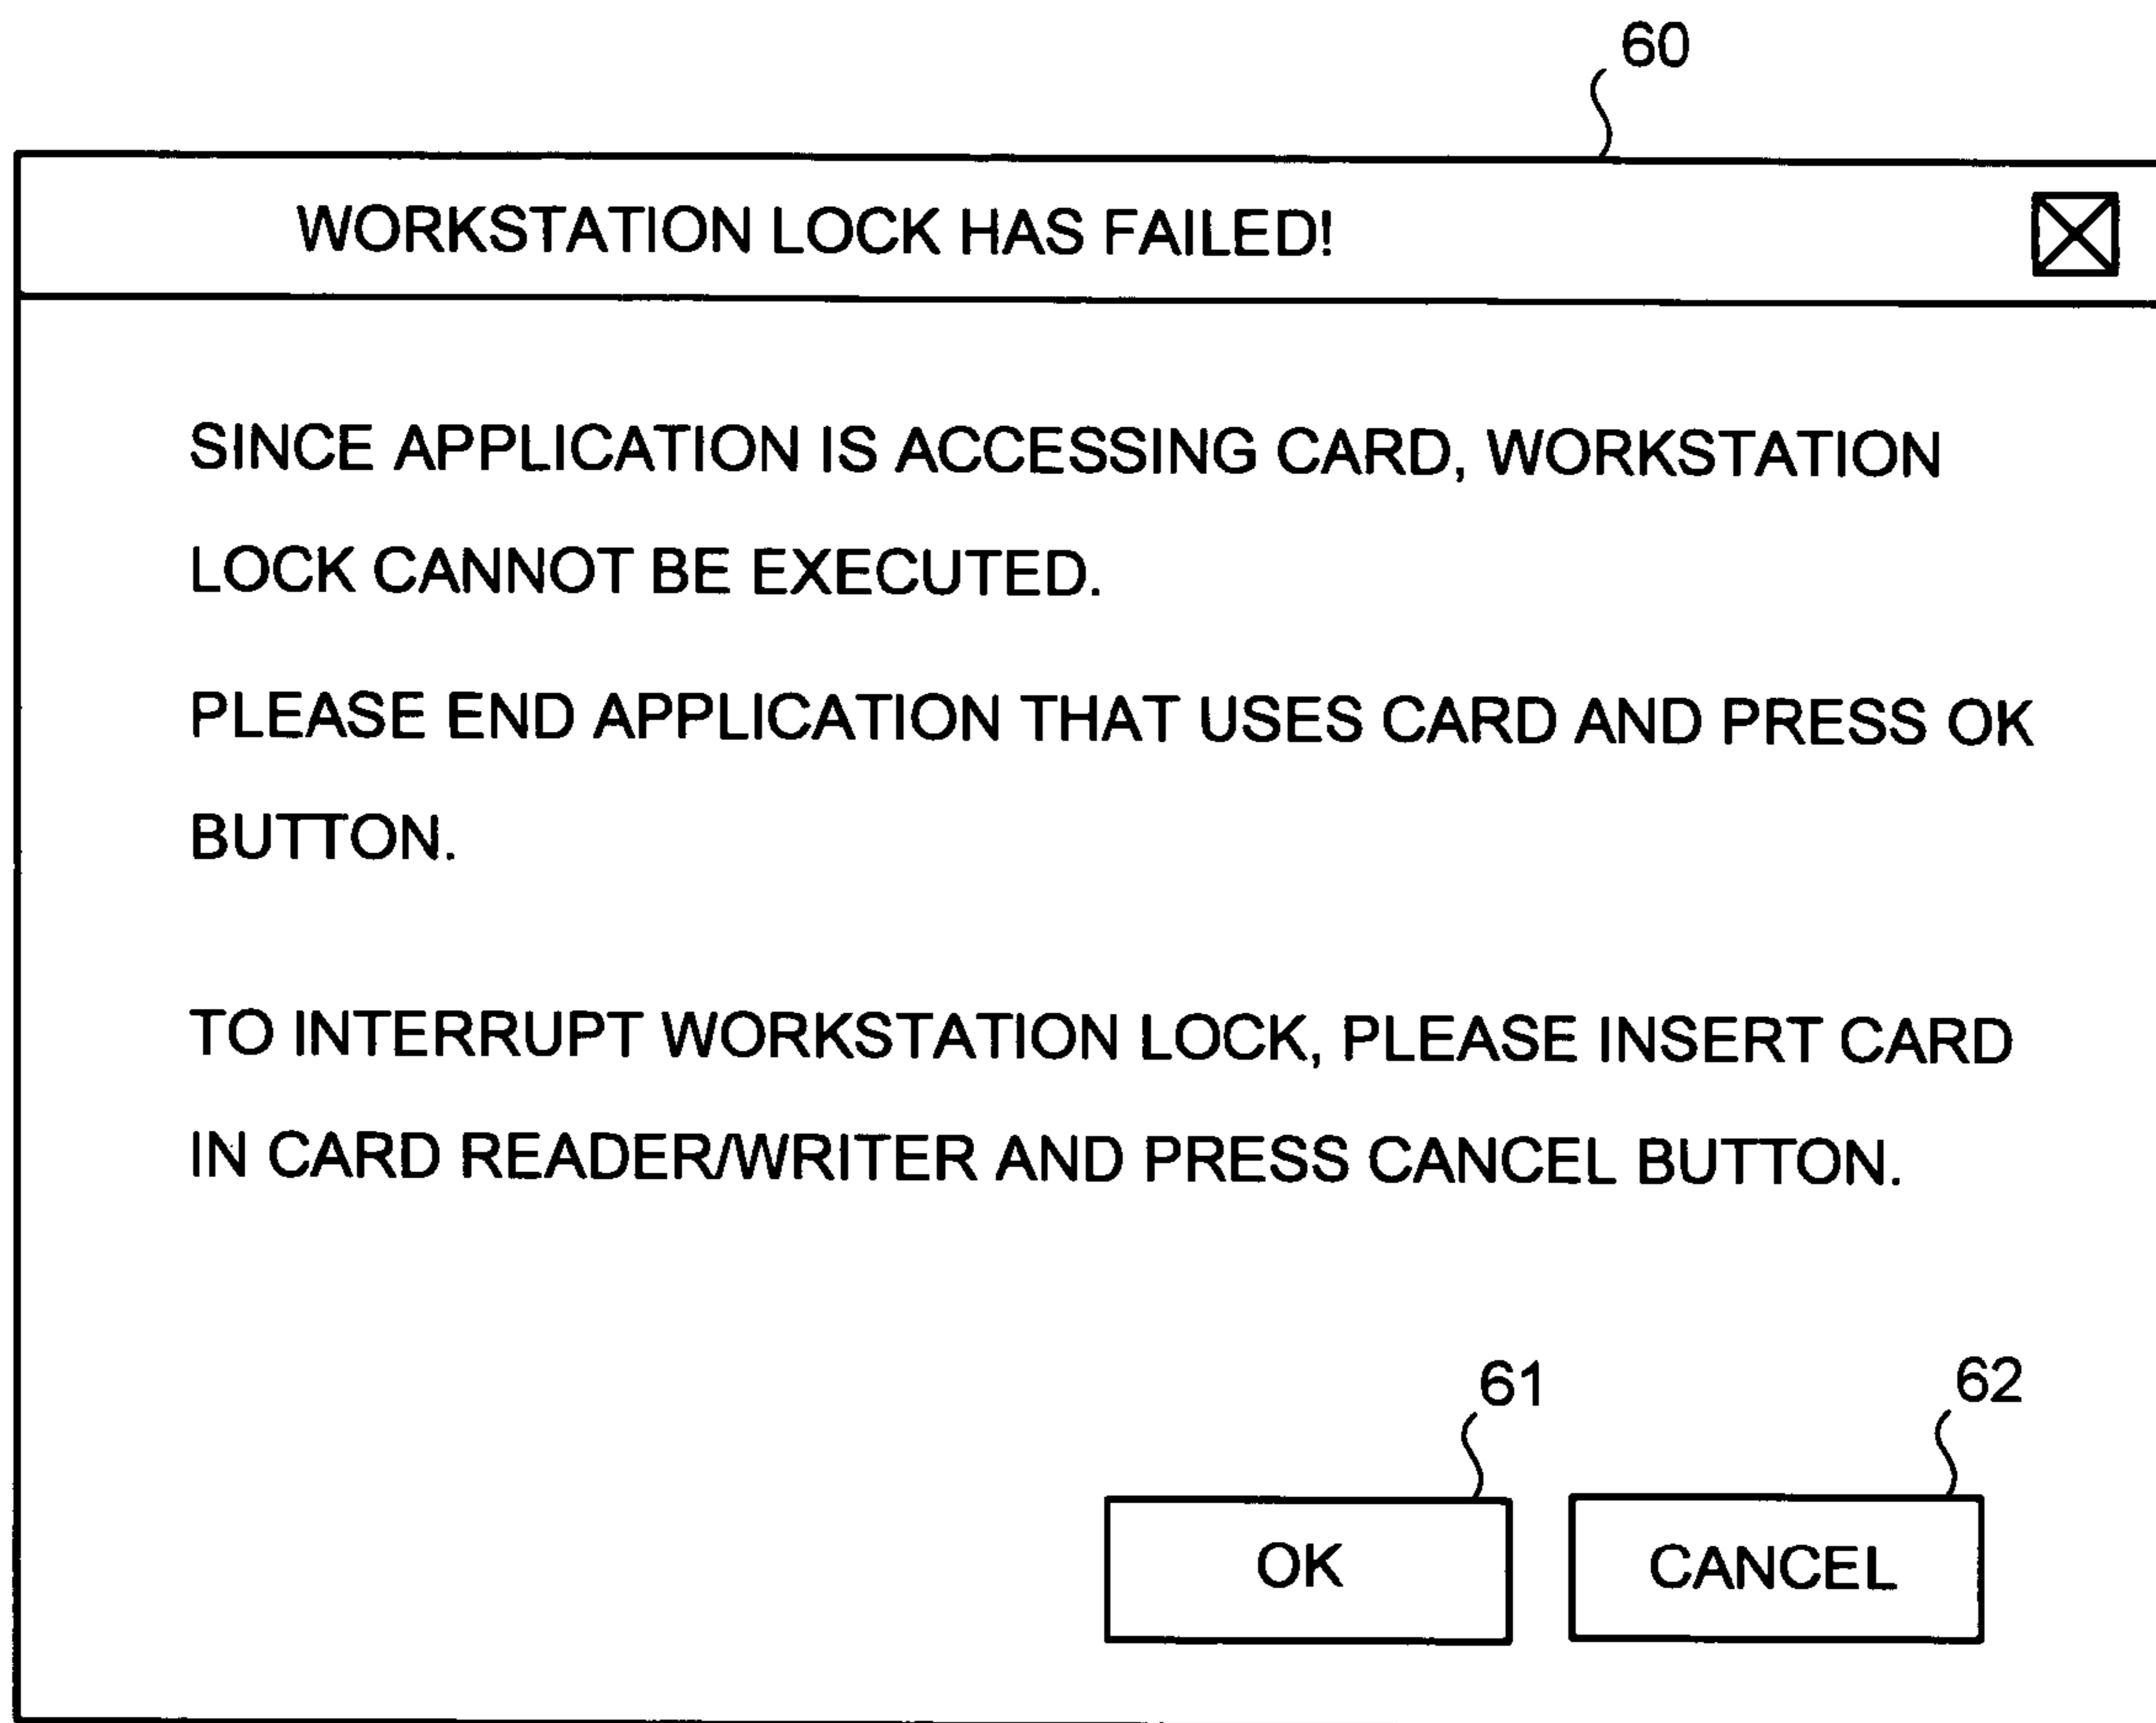 60
WORKSTATION LOCK HAS FAILED!
SINCE APPLICATION IS ACCESSING CARD, WORKSTATION
LOCK CANNOT BE EXECUTED.
PLEASE END APPLICATION THAT USES CARD AND PRESS OK
BUTTON.
TO INTERRUPT WORKSTATION LOCK, PLEASE INSERT CARD
IN CARD READER/WRITER AND PRESS CANCEL BUTTON.
61 62
OK CANCEL